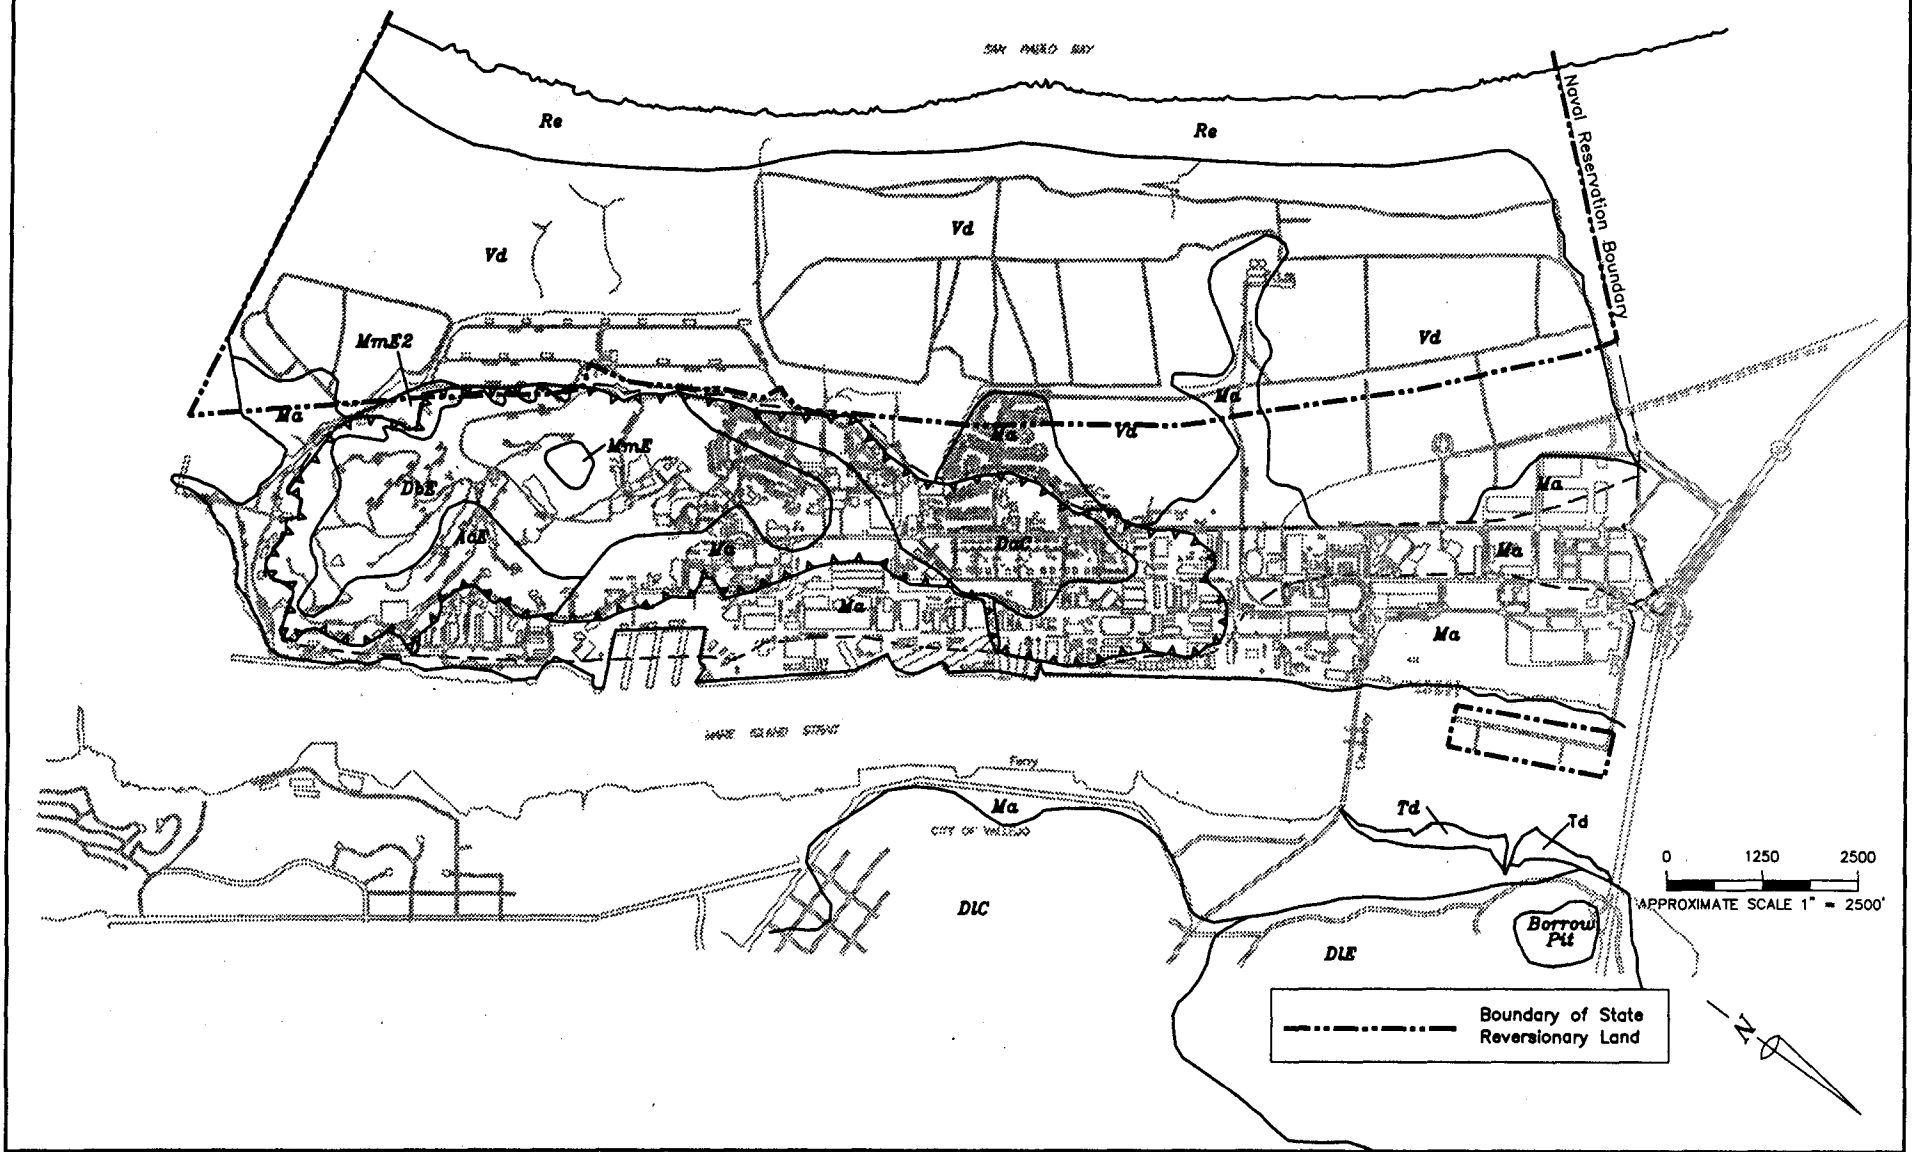 SAN PABLO BAY
Re
Re
Naval Reservation Boundary
Vd
Vd
Vd
MmE2
Ma
Ma
Ma
Vd
MmE
DbE
Ma
AcE
Ma
DaC
Ma
Ma
Ma
MARE ISLAND STRAIT
Ferry
Ma
CITY OF VALLEJO
Td
Td
0 1250 2500
APPROXIMATE SCALE 1" = 2500'
DlC
Borrow
Pit
DlE
Boundary of State
Reversionary Land
N